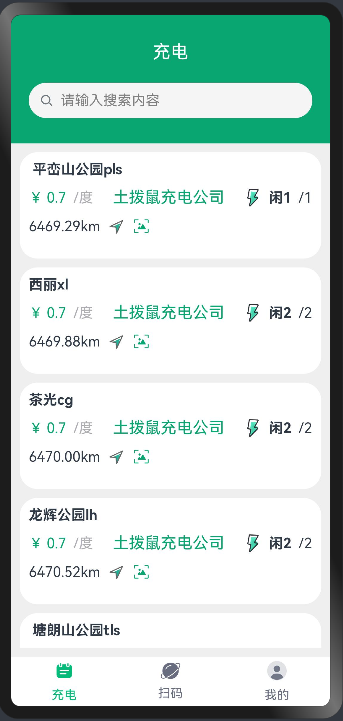 充电
请输入搜索内容
平峦山公园pls
￥ 0.7 /度 土拨鼠充电公司 闲1 /1
6469.29km
西丽xl
￥ 0.7 /度 土拨鼠充电公司 闲2 /2
6469.88km
茶光cg
￥ 0.7 /度 土拨鼠充电公司 闲2 /2
6470.00km
龙辉公园lh
￥ 0.7 /度 土拨鼠充电公司 闲2 /2
6470.52km
塘朗山公园tls
充电 扫码 我的